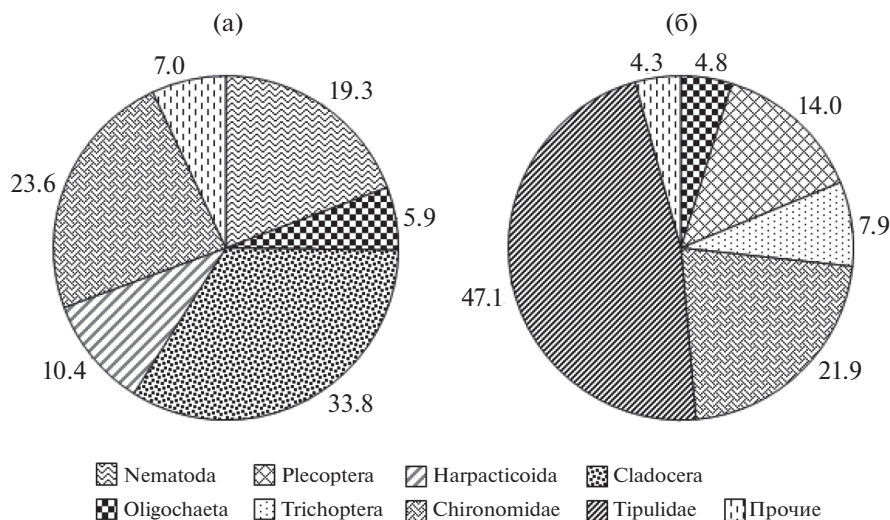 (а) (б)
7.0 19.3 4.3 4.8 14.0
23.6 5.9 47.1 7.9
10.4 33.8 21.9
Nematoda Plecoptera Harpacticoida Cladocera
Oligochaeta Trichoptera Chironomidae Tipulidae Прочие